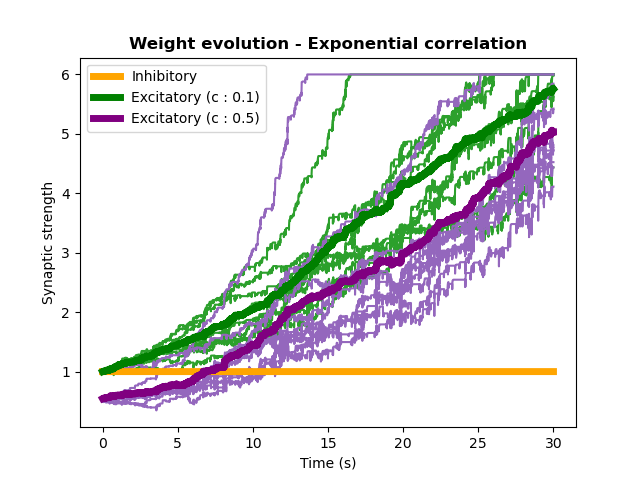 Weight evolution - Exponential correlation
Inhibitory
Excitatory (c : 0.1)
Excitatory (c : 0.5)
Synaptic strength
6
5
4
3
2
1
0 5 10 15 20 25 30
Time (s)